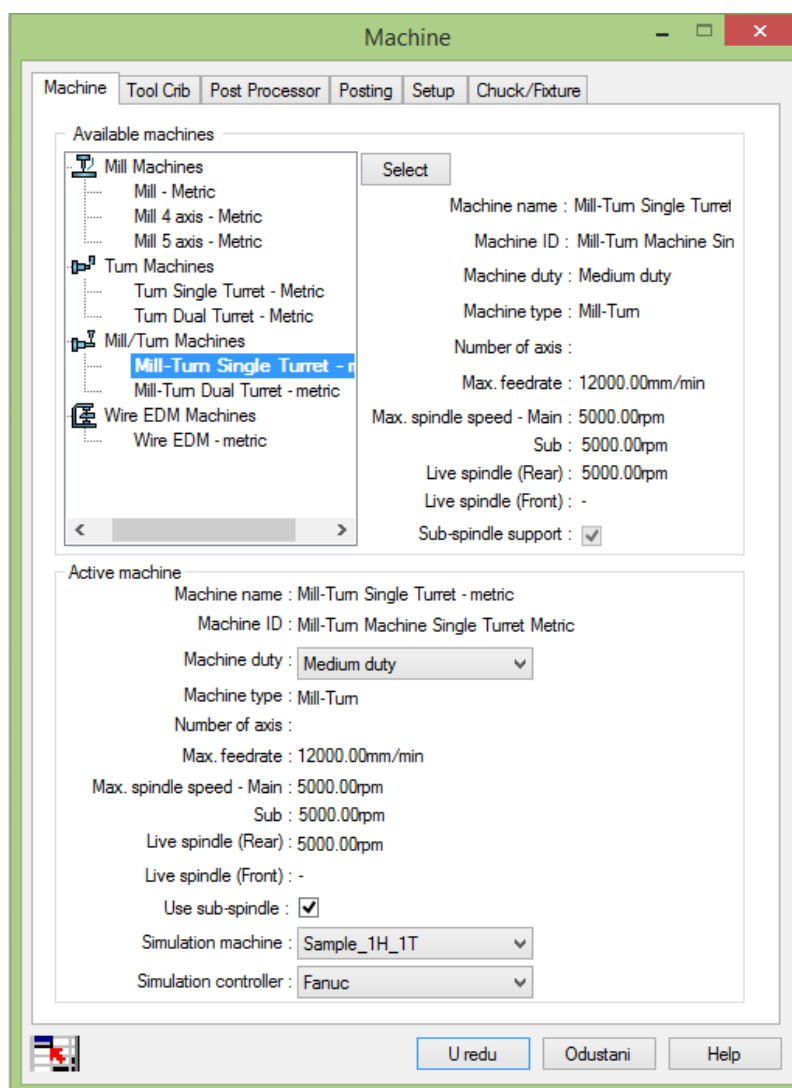 Machine
Machine Tool Crib Post Processor Posting Setup Chuck/Fixture
Available machines
Mill Machines
Mill - Metric
Mill 4 axis - Metric
Mill 5 axis - Metric
Turn Machines
Turn Single Turret - Metric
Turn Dual Turret - Metric
Mill/Turn Machines
Mill-Turn Single Turret -
Mill-Turn Dual Turret - metric
Wire EDM Machines
Wire EDM - metric
Select
Machine name : Mill-Turn Single Turret
Machine ID : Mill-Turn Machine Sin
Machine duty : Medium duty
Machine type : Mill-Turn
Number of axis :
Max. feedrate : 12000.00mm/min
Max. spindle speed - Main : 5000.00rpm
Sub : 5000.00rpm
Live spindle (Rear) : 5000.00rpm
Live spindle (Front) : -
Sub-spindle support :
Active machine
Machine name : Mill-Turn Single Turret - metric
Machine ID : Mill-Turn Machine Single Turret Metric
Machine duty : Medium duty
Machine type : Mill-Turn
Number of axis :
Max. feedrate : 12000.00mm/min
Max. spindle speed - Main : 5000.00rpm
Sub : 5000.00rpm
Live spindle (Rear) : 5000.00rpm
Live spindle (Front) : -
Use sub-spindle :
Simulation machine : Sample_1H_1T
Simulation controller : Fanuc
U redu Odustani Help